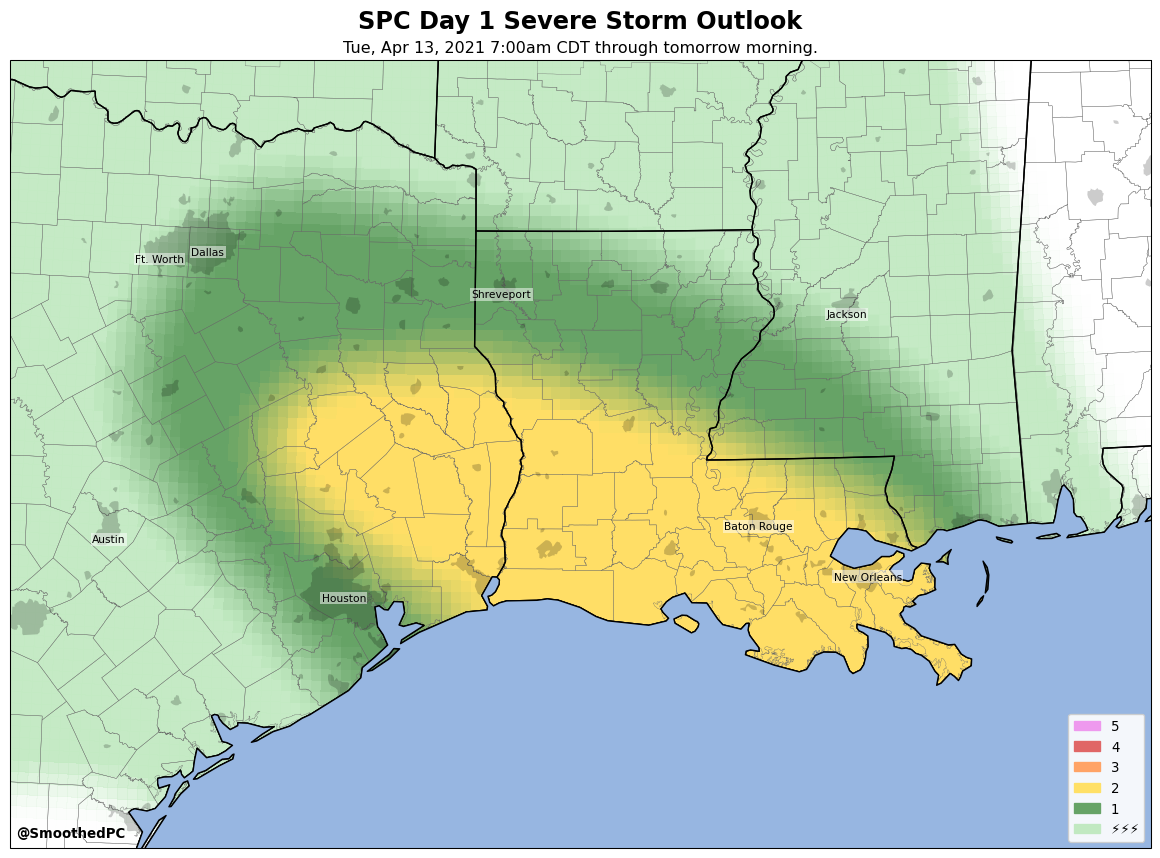 SPC Day 1 Severe Storm Outlook
Tue, Apr 13, 2021 7:00am CDT through tomorrow morning.
Ft. Worth
Dallas
Shreveport
Jackson
Austin
Baton Rouge
New Orleans
Houston
5
4
3
2
1
⚡⚡⚡
@SmoothedPC